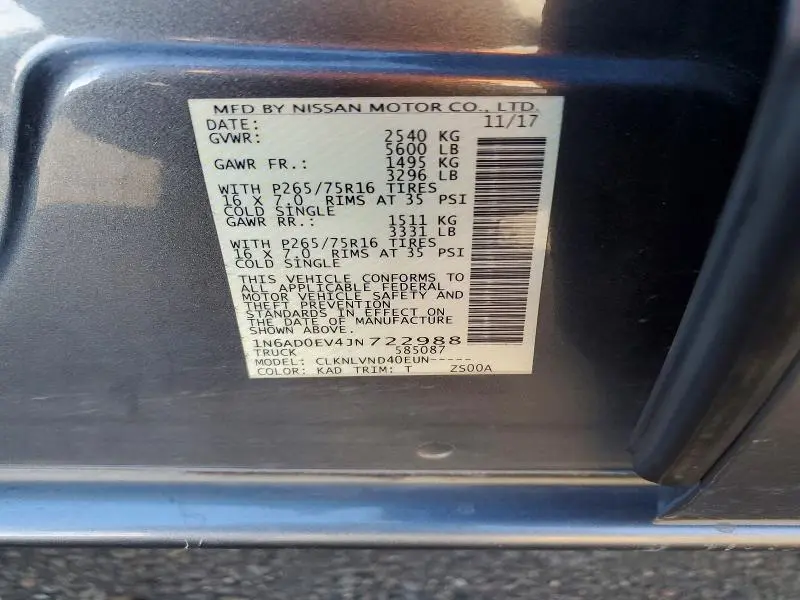 MFD BY NISSAN MOTOR CO., LTD.
DATE: 11/17
GVWR: 2540 KG
5600 LB
GAWR FR.: 1495 KG
3296 LB
WITH P265/75R16 TIRES
16 X 7.0 RIMS AT 35 PSI
COLD SINGLE
GAWR RR.: 1511 KG
3331 LB
WITH P265/75R16 TIRES
16 X 7.0 RIMS AT 35 PSI
COLD SINGLE
THIS VEHICLE CONFORMS TO
ALL APPLICABLE FEDERAL
MOTOR VEHICLE SAFETY AND
THEFT PREVENTION
STANDARDS IN EFFECT ON
THE DATE OF MANUFACTURE
SHOWN ABOVE.
1N6AD0EV4JN722988
TRUCK 585087
MODEL: CLKNLVND40EUN-----
COLOR: KAD TRIM: T ZS00A